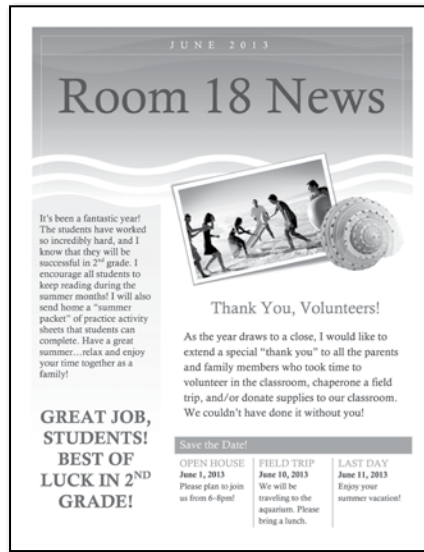 JUNE 2013
Room 18 News
It's been a fantastic year!
The students have worked
so incredibly hard, and I
know that they will be
successful in 2nd grade. I
encourage all students to
keep reading during the
summer months! I will also
send home a “summer
packet” of practice activity
sheets that students can
complete. Have a great
summer…relax and enjoy
your time together as a
family!
GREAT JOB,
STUDENTS!
BEST OF
LUCK IN 2ND
GRADE!
Thank You, Volunteers!
As the year draws to a close, I would like to
extend a special “thank you” to all the parents
and family members who took time to
volunteer in the classroom, chaperone a field
trip, and/or donate supplies to our classroom.
We couldn't have done it without you!
Save the Date!
OPEN HOUSE
June 1, 2013
Please plan to join
us from 6-8pm!
FIELD TRIP
June 10, 2013
We will be
traveling to the
aquarium. Please
bring a lunch.
LAST DAY
June 11, 2013
Enjoy your
summer vacation!